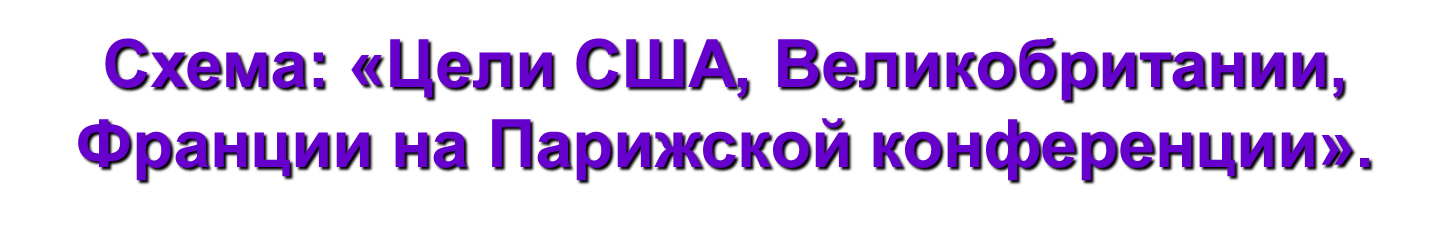 Схема: «Цели США, Великобритании,
Франции на Парижской конференции».